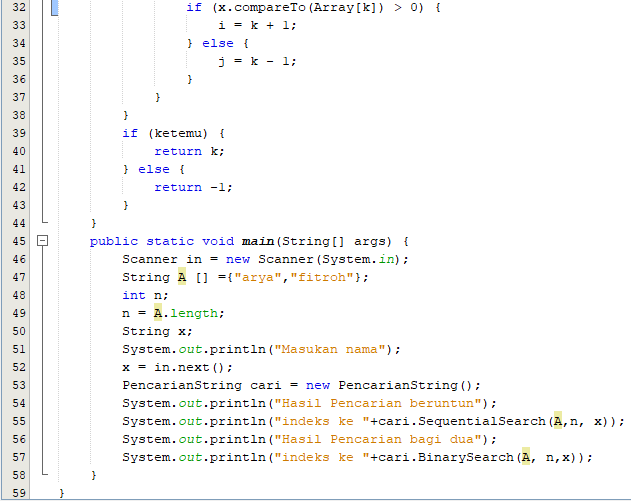 32 if (x.compareTo(Array[k]) > 0) {
33 i = k + 1;
34 } else {
35 j = k - 1;
36 }
37 }
38 }
39 if (ketemu) {
40 return k;
41 } else {
42 return -1;
43 }
44 }
45 public static void main(String[] args) {
46 Scanner in = new Scanner(System.in);
47 String A [] ={"arya","fitroh"};
48 int n;
49 n = A.length;
50 String x;
51 System.out.println("Masukan nama");
52 x = in.next();
53 PencarianString cari = new PencarianString();
54 System.out.println("Hasil Pencarian beruntun");
55 System.out.println("indeks ke "+cari.SequentialSearch(A,n, x));
56 System.out.println("Hasil Pencarian bagi dua");
57 System.out.println("indeks ke "+cari.BinarySearch(A, n,x));
58 }
59 }